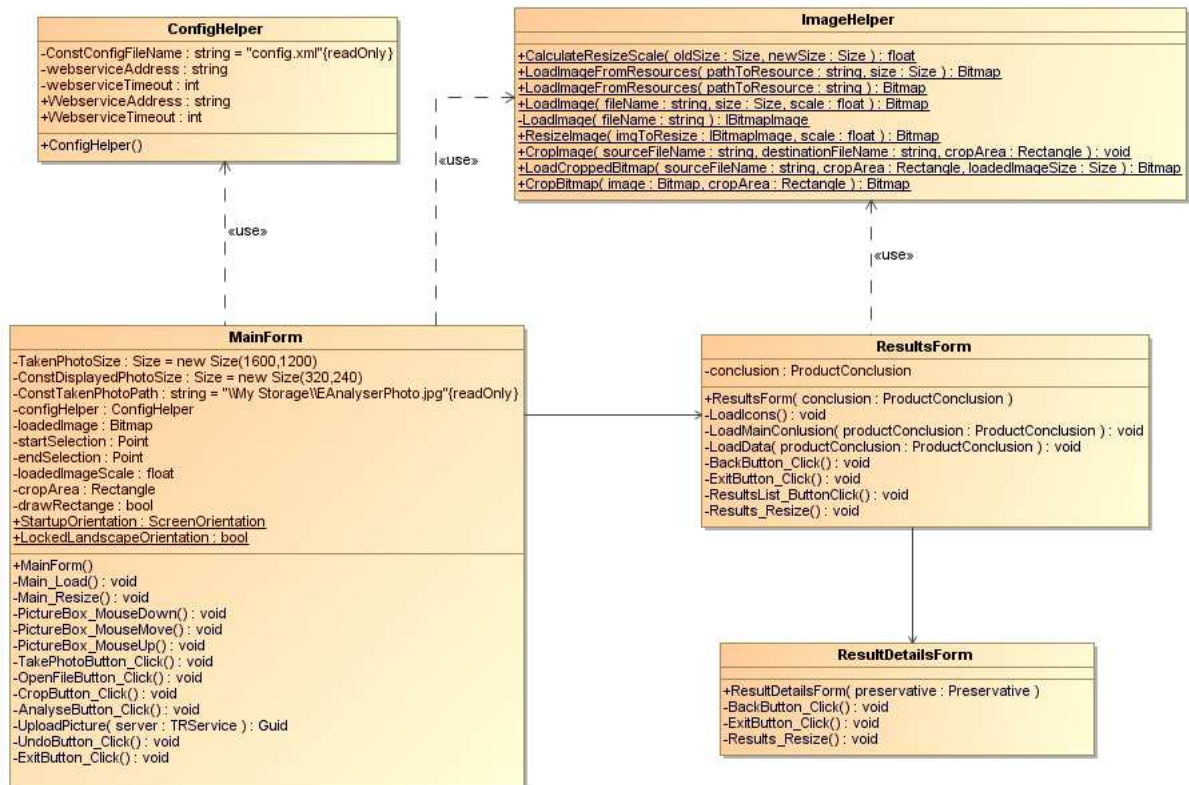 ConfigHelper
-ConstConfigFileName : string = "config.xml"{readOnly}
-webserviceAddress : string
-webserviceTimeout : int
+WebserviceAddress : string
+WebserviceTimeout : int
+ConfigHelper()
ImageHelper
+CalculateResizeScale( oldSize : Size, newSize : Size ) : float
+LoadImageFromResources( pathToResource : string, size : Size ) : Bitmap
+LoadImageFromResources( pathToResource : string ) : Bitmap
+LoadImage( fileName : string, size : Size, scale : float ) : Bitmap
-LoadImage( fileName : string ) : IBitmapImage
+ResizeImage( imgToResize : IBitmapImage, scale : float ) : Bitmap
+CropImage( sourceFileName : string, destinationFileName : string, cropArea : Rectangle ) : void
+LoadCroppedBitmap( sourceFileName : string, cropArea : Rectangle, loadedImageSize : Size ) : Bitmap
+CropBitmap( image : Bitmap, cropArea : Rectangle ) : Bitmap
«use»
«use»
«use»
MainForm
-TakenPhotoSize : Size = new Size(1600,1200)
-ConstDisplayedPhotoSize : Size = new Size(320,240)
-ConstTakenPhotoPath : string = "\\My Storage\\EAnalyserPhoto.jpg"{readOnly}
-configHelper : ConfigHelper
-loadedImage : Bitmap
-startSelection : Point
-endSelection : Point
-loadedImageScale : float
-cropArea : Rectangle
-drawRectange : bool
+StartupOrientation : ScreenOrientation
+LockedLandscapeOrientation : bool
+MainForm()
-Main_Load() : void
-Main_Resize() : void
-PictureBox_MouseDown() : void
-PictureBox_MouseMove() : void
-PictureBox_MouseUp() : void
-TakePhotoButton_Click() : void
-OpenFileButton_Click() : void
-CropButton_Click() : void
-AnalyseButton_Click() : void
-UploadPicture( server : TRService ) : Guid
-UndoButton_Click() : void
-ExitButton_Click() : void
ResultsForm
-conclusion : ProductConclusion
+ResultsForm( conclusion : ProductConclusion )
-LoadIcons() : void
-LoadMainConlusion( productConclusion : ProductConclusion ) : void
-LoadData( productConclusion : ProductConclusion ) : void
-BackButton_Click() : void
-ExitButton_Click() : void
-ResultsList_ButtonClick() : void
-Results_Resize() : void
ResultDetailsForm
+ResultDetailsForm( preservative : Preservative )
-BackButton_Click() : void
-ExitButton_Click() : void
-Results_Resize() : void